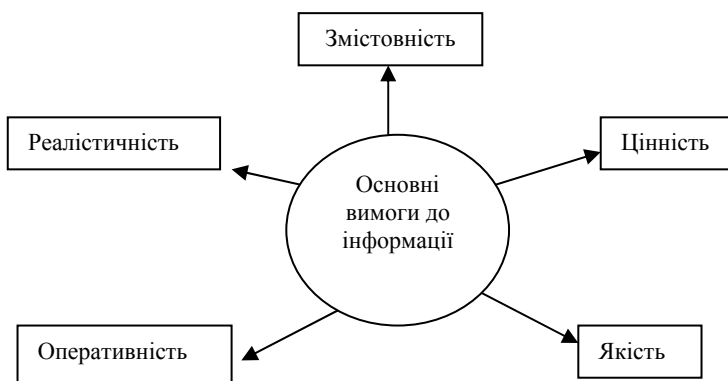 Змістовність
Реалістичність
Цінність
Основні
вимоги до
інформації
Оперативність
Якість